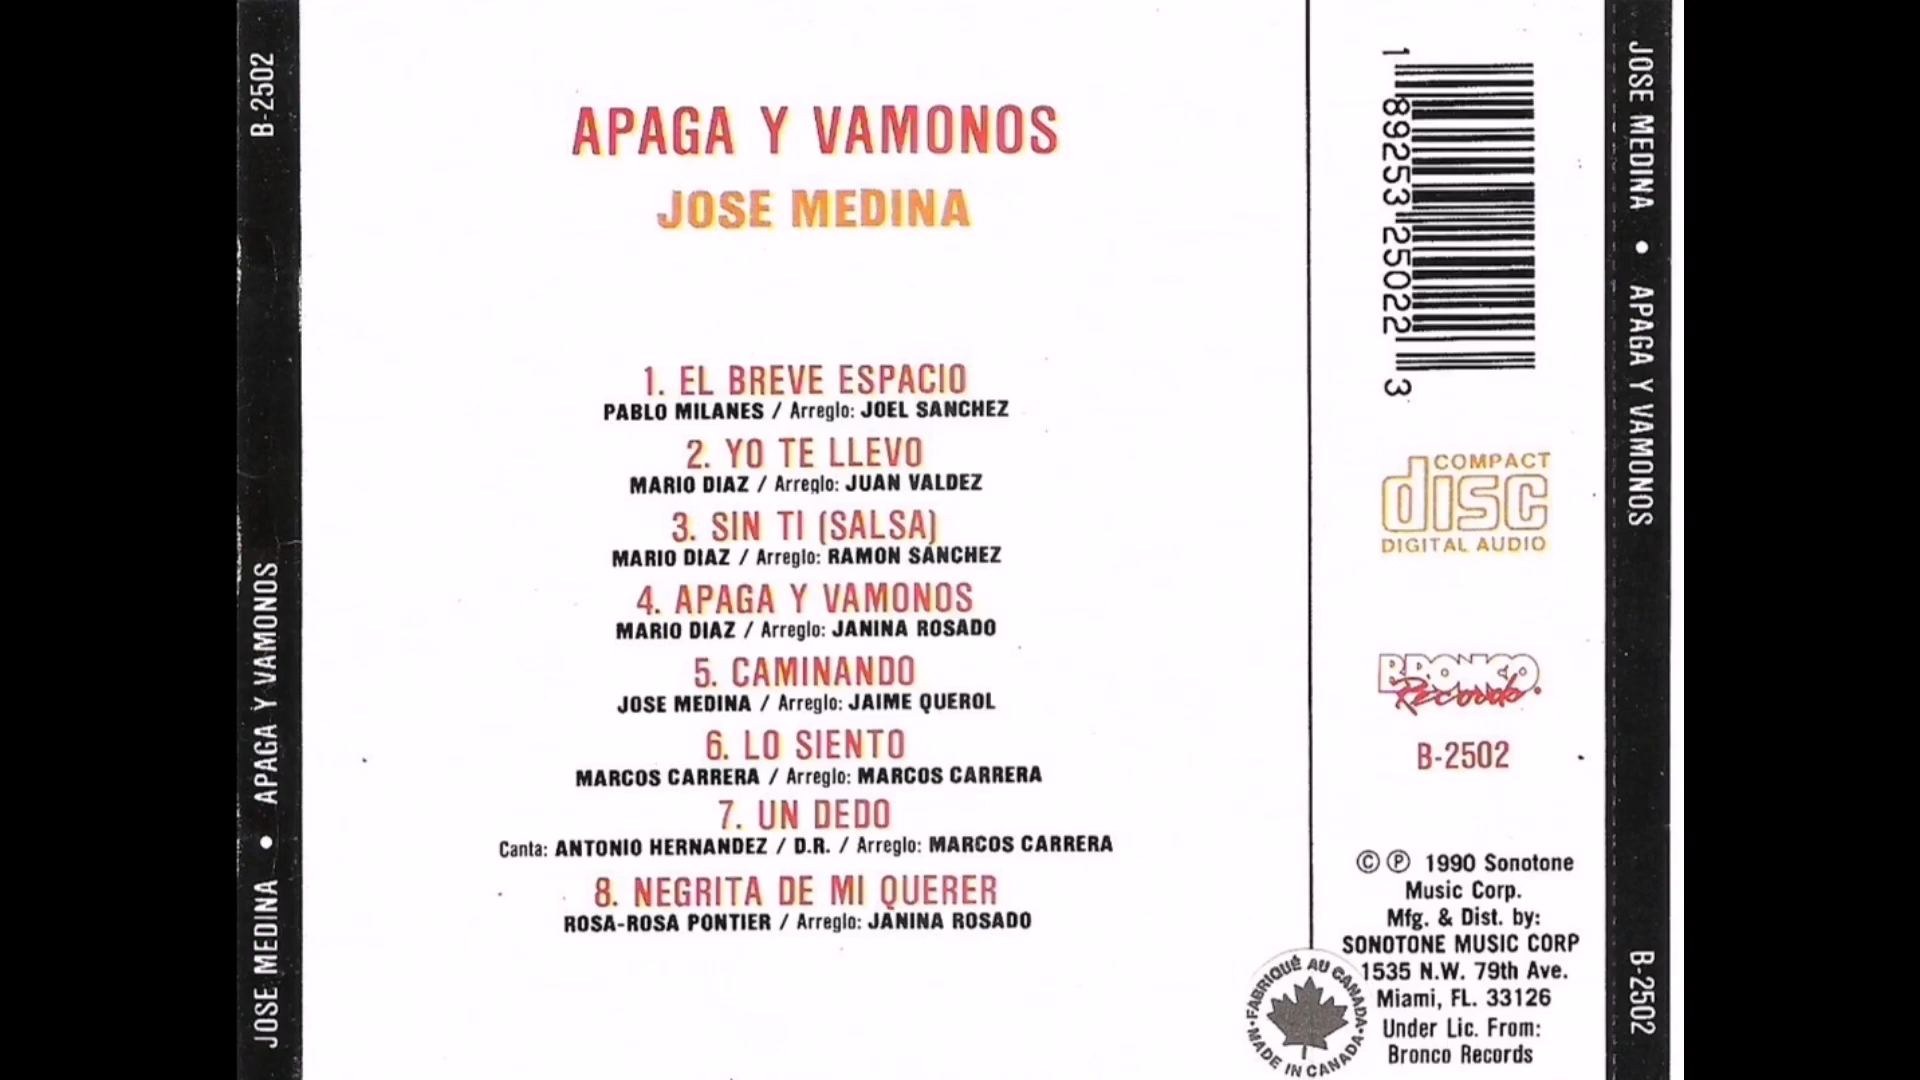 B-2502
JOSE MEDINA • APAGA Y VAMONOS
APAGA Y VAMONOS
JOSE MEDINA
1. EL BREVE ESPACIO
PABLO MILANES / Arreglo: JOEL SANCHEZ
2. YO TE LLEVO
MARIO DIAZ / Arreglo: JUAN VALDEZ
3. SIN TI (SALSA)
MARIO DIAZ / Arreglo: RAMON SANCHEZ
4. APAGA Y VAMONOS
MARIO DIAZ / Arreglo: JANINA ROSADO
5. CAMINANDO
JOSE MEDINA / Arreglo: JAIME QUEROL
6. LO SIENTO
MARCOS CARRERA / Arreglo: MARCOS CARRERA
7. UN DEDO
Canta: ANTONIO HERNANDEZ / D.R. / Arreglo: MARCOS CARRERA
8. NEGRITA DE MI QUERER
ROSA-ROSA PONTIER / Arreglo: JANINA ROSADO
1 89253 25022 3
COMPACT
disc
DIGITAL AUDIO
BRONCO
Records.
B-2502
© ℗ 1990 Sonotone
Music Corp.
Mfg. & Dist. by:
SONOTONE MUSIC CORP
1535 N.W. 79th Ave.
Miami, FL. 33126
Under Lic. From:
Bronco Records
•FABRIQUÉ AU CANADA•
MADE IN CANADA
JOSE MEDINA • APAGA Y VAMONOS
B-2502